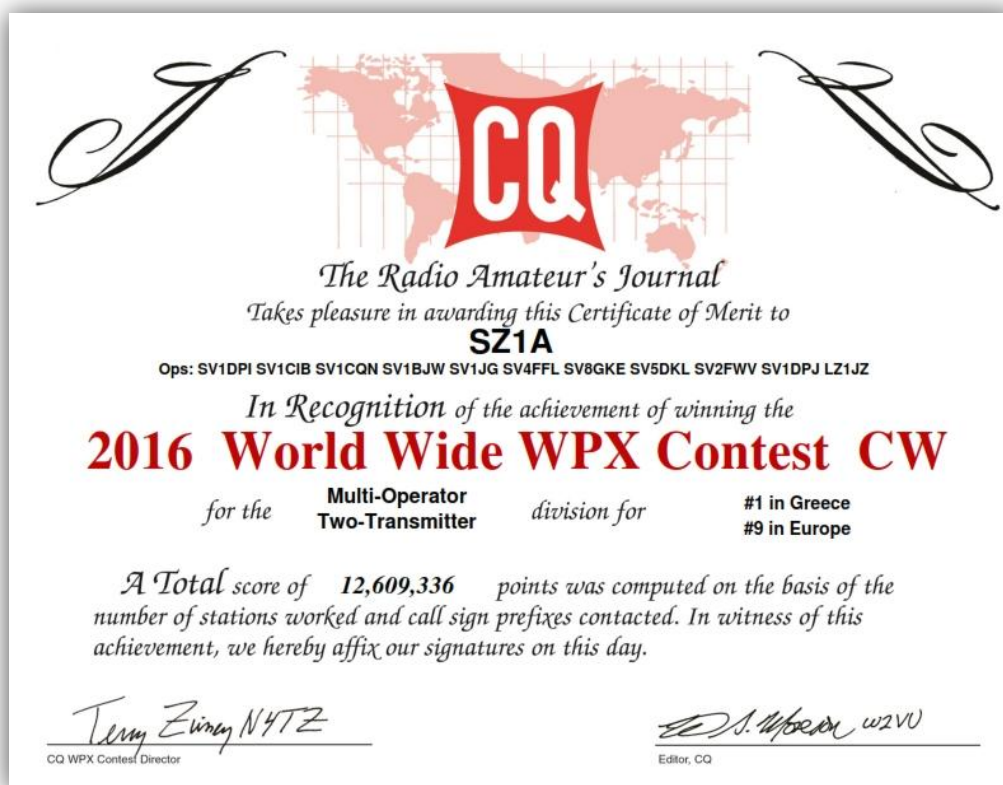 CQ
The Radio Amateur's Journal
Takes pleasure in awarding this Certificate of Merit to
SZ1A
Ops: SV1DPI SV1CIB SV1CQN SV1BJW SV1JG SV4FFL SV8GKE SV5DKL SV2FWV SV1DPJ LZ1JZ
In Recognition of the achievement of winning the
2016 World Wide WPX Contest CW
for the Multi-Operator Two-Transmitter division for #1 in Greece #9 in Europe
A Total score of 12,609,336 points was computed on the basis of the
number of stations worked and call sign prefixes contacted. In witness of this
achievement, we hereby affix our signatures on this day.
Terry Zivney N4TZ
W2VU
CQ WPX Contest Director
Editor, CQ